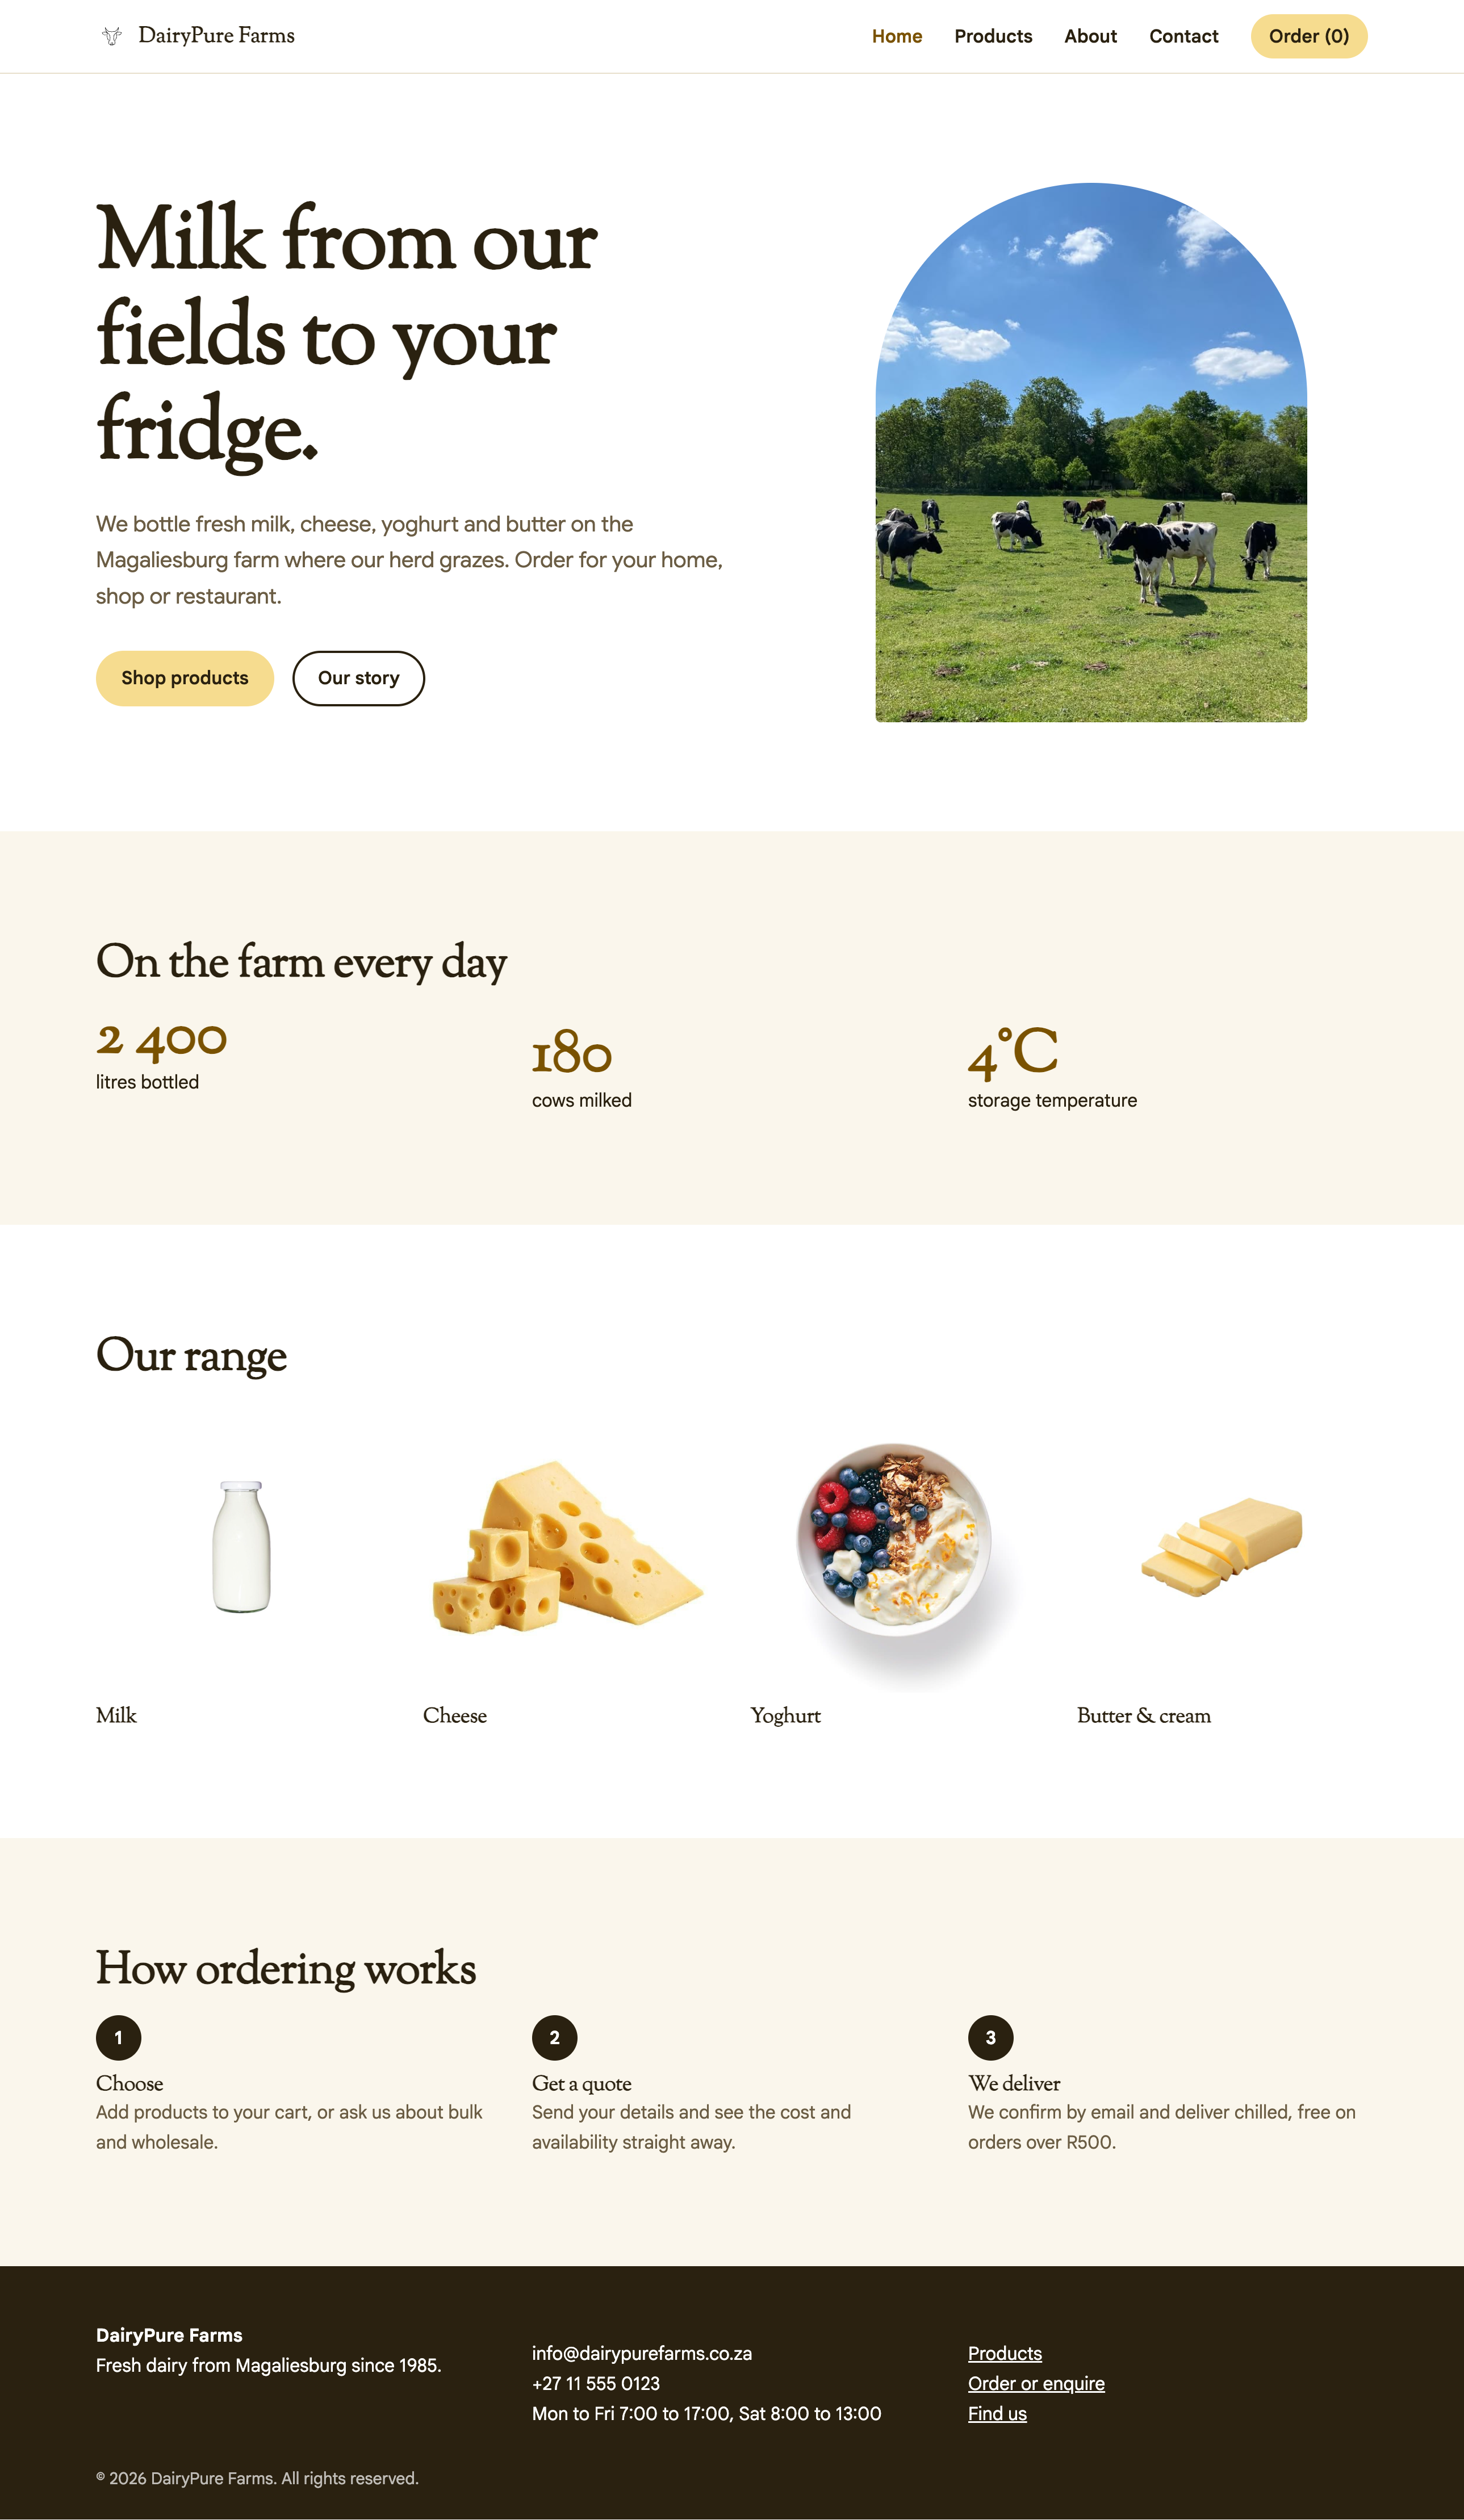 DairyPure Farms
Home
Products
About
Contact
Order (0)
Milk from our
fields to your
fridge.
We bottle fresh milk, cheese, yoghurt and butter on the
Magaliesburg farm where our herd grazes. Order for your home,
shop or restaurant.
Shop products
Our story
On the farm every day
2 400
litres bottled
180
cows milked
4°C
storage temperature
Our range
Milk
Cheese
Yoghurt
Butter & cream
How ordering works
1
Choose
Add products to your cart, or ask us about bulk
and wholesale.
2
Get a quote
Send your details and see the cost and
availability straight away.
3
We deliver
We confirm by email and deliver chilled, free on
orders over R500.
DairyPure Farms
Fresh dairy from Magaliesburg since 1985.
info@dairypurefarms.co.za
+27 11 555 0123
Mon to Fri 7:00 to 17:00, Sat 8:00 to 13:00
Products
Order or enquire
Find us
© 2026 DairyPure Farms. All rights reserved.